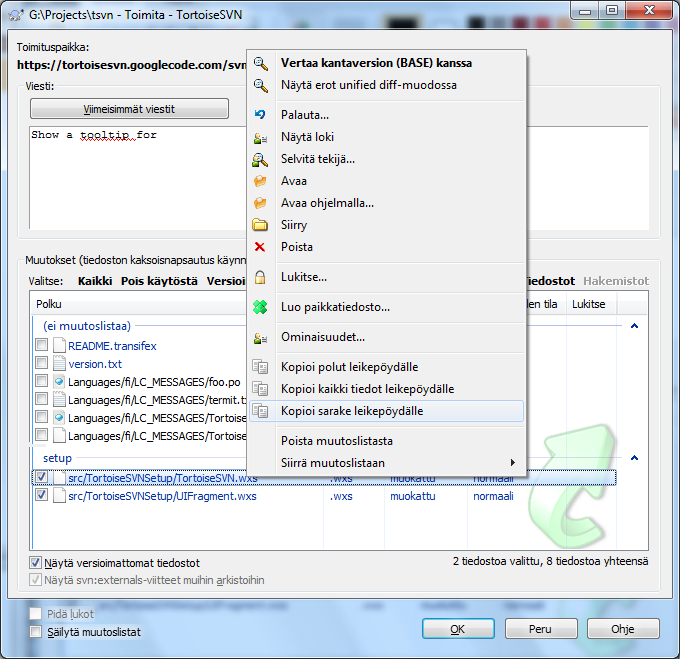 G:\Projects\tsvn - Toimita - TortoiseSVN
Toimituspaikka:
https://tortoisesvn.googlecode.com/svn
Viesti:
Viimeisimmät viestit
Show a tooltip for
Vertaa kantaversion (BASE) kanssa
Näytä erot unified diff-muodossa
Palauta...
Näytä loki
Selvitä tekijä...
Avaa
Avaa ohjelmalla...
Siirry
Poista
Lukitse...
Luo paikkatiedosto...
Ominaisuudet...
Kopioi polut leikepöydälle
Kopioi kaikki tiedot leikepöydälle
Kopioi sarake leikepöydälle
Poista muutoslistasta
Siirrä muutoslistaan
Muutokset (tiedoston kaksoisnapsautus käynn
Valitse: Kaikki Pois käytöstä Versioi iedostot Hakemistot
Polku den tila Lukitse
(ei muutoslistaa)
README.transifex
version.txt
Languages/fi/LC_MESSAGES/foo.po
Languages/fi/LC_MESSAGES/termit.tx
Languages/fi/LC_MESSAGES/Tortoise
Languages/fi/LC_MESSAGES/Tortoise
setup
src/TortoiseSVNSetup/TortoiseSVN.wxs .wxs muokattu normaali
src/TortoiseSVNSetup/UIFragment.wxs .wxs muokattu normaali
Näytä versioimattomat tiedostot
2 tiedostoa valittu, 8 tiedostoa yhteensä
Näytä svn:externals-viitteet muihin arkistoihin
Pidä lukot
Säilytä muutoslistat
OK Peru Ohje